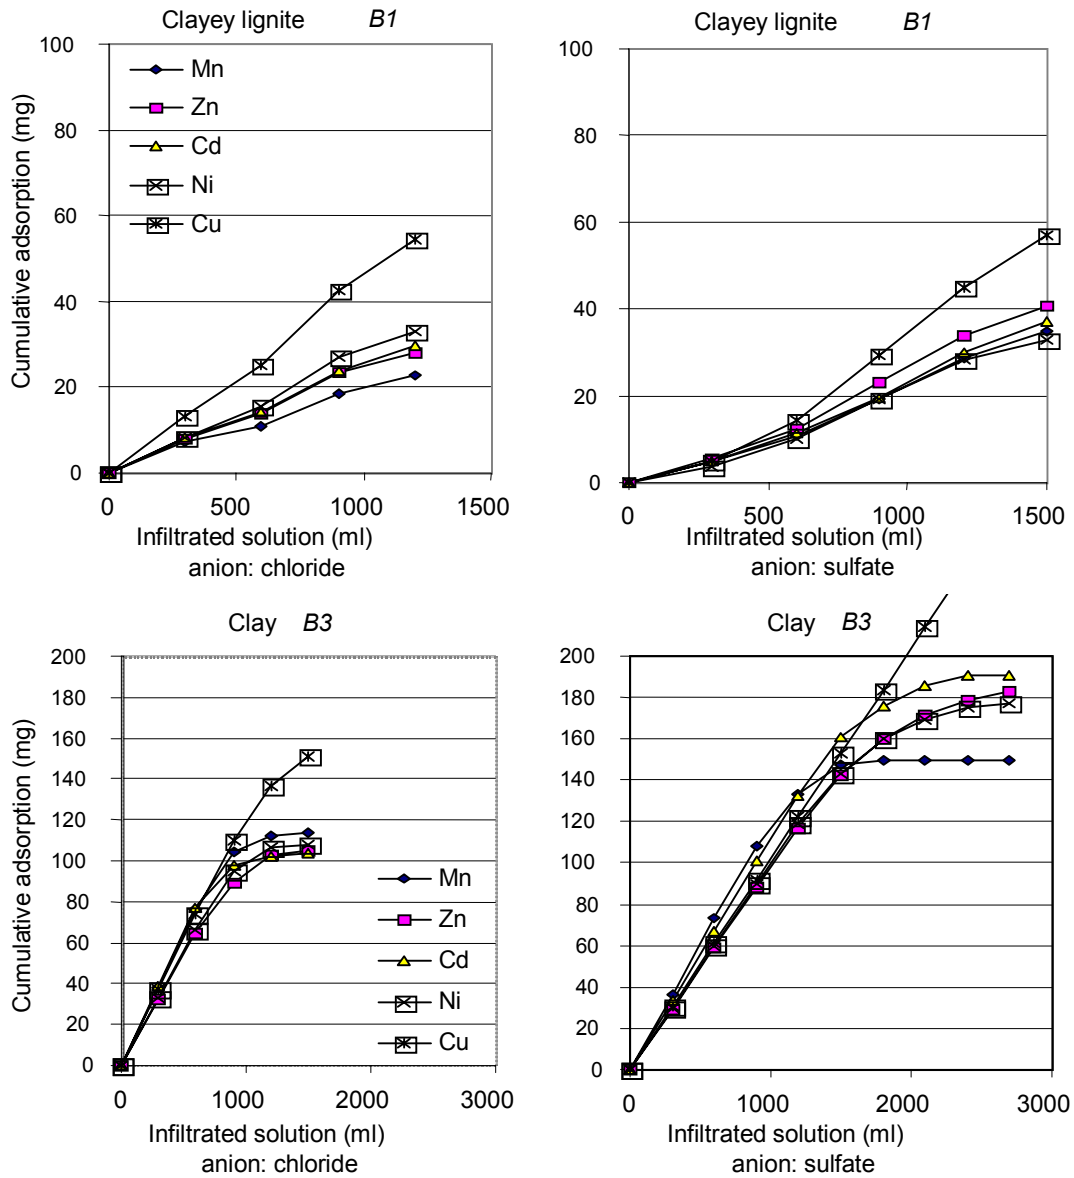 Clayey lignite B1
Cumulative adsorption (mg)
100
80
60
40
20
0
Mn
Zn
Cd
Ni
Cu
0 500 1000 1500
Infiltrated solution (ml)
anion: chloride
Clayey lignite B1
100
80
60
40
20
0
0 500 1000 1500
Infiltrated solution (ml)
anion: sulfate
Clay B3
Cumulative adsorption (mg)
200
180
160
140
120
100
80
60
40
20
0
Mn
Zn
Cd
Ni
Cu
0 1000 2000 3000
Infiltrated solution (ml)
anion: chloride
Clay B3
200
180
160
140
120
100
80
60
40
20
0
0 1000 2000 3000
Infiltrated solution (ml)
anion: sulfate